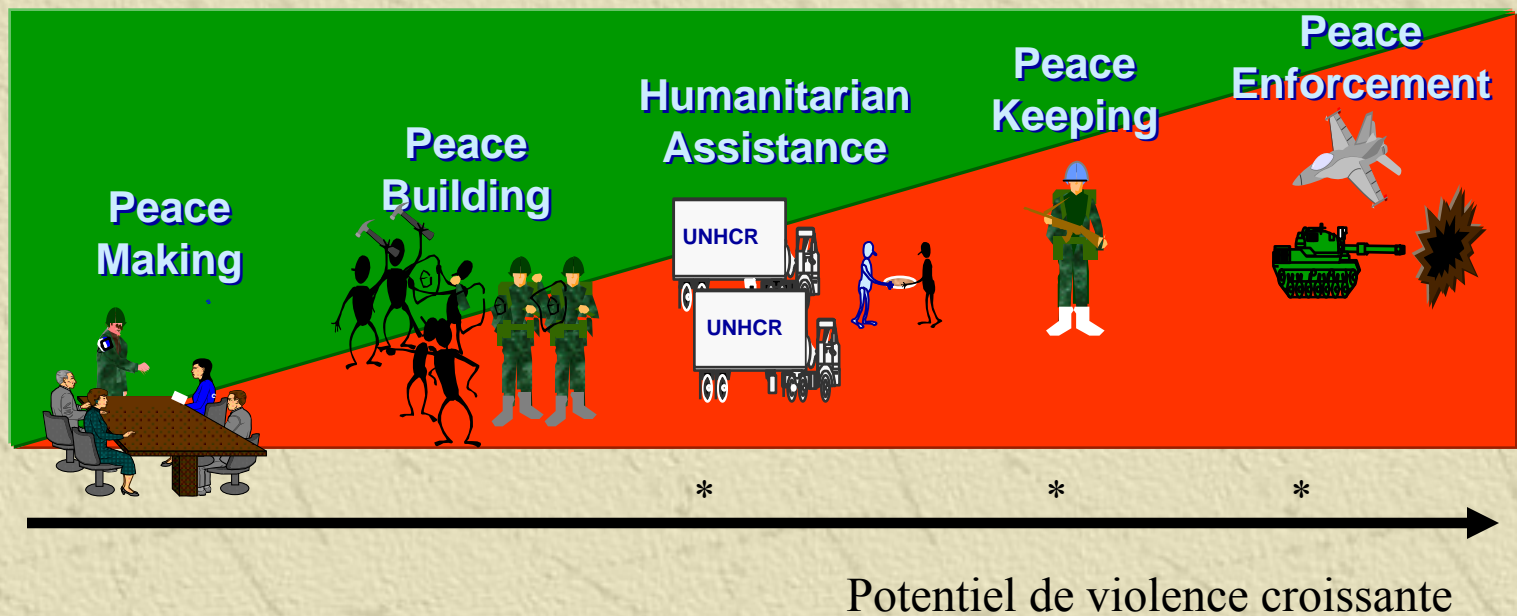 Peace
Making
Peace
Building
Humanitarian
Assistance
UNHCR
UNHCR
Peace
Keeping
Peace
Enforcement
* * *
Potentiel de violence croissante